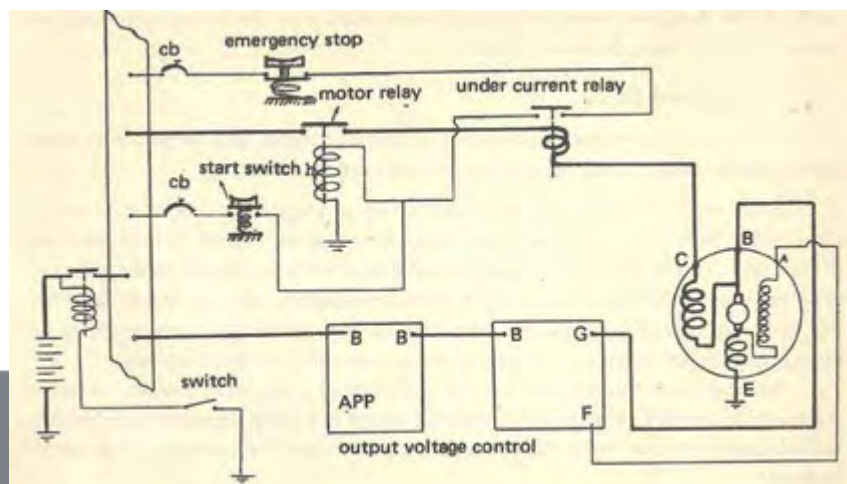 emergency stop
cb
motor relay
under current relay
start switch
cb
C
B
A
E
B
B
B
G
APP
F
switch
output voltage control